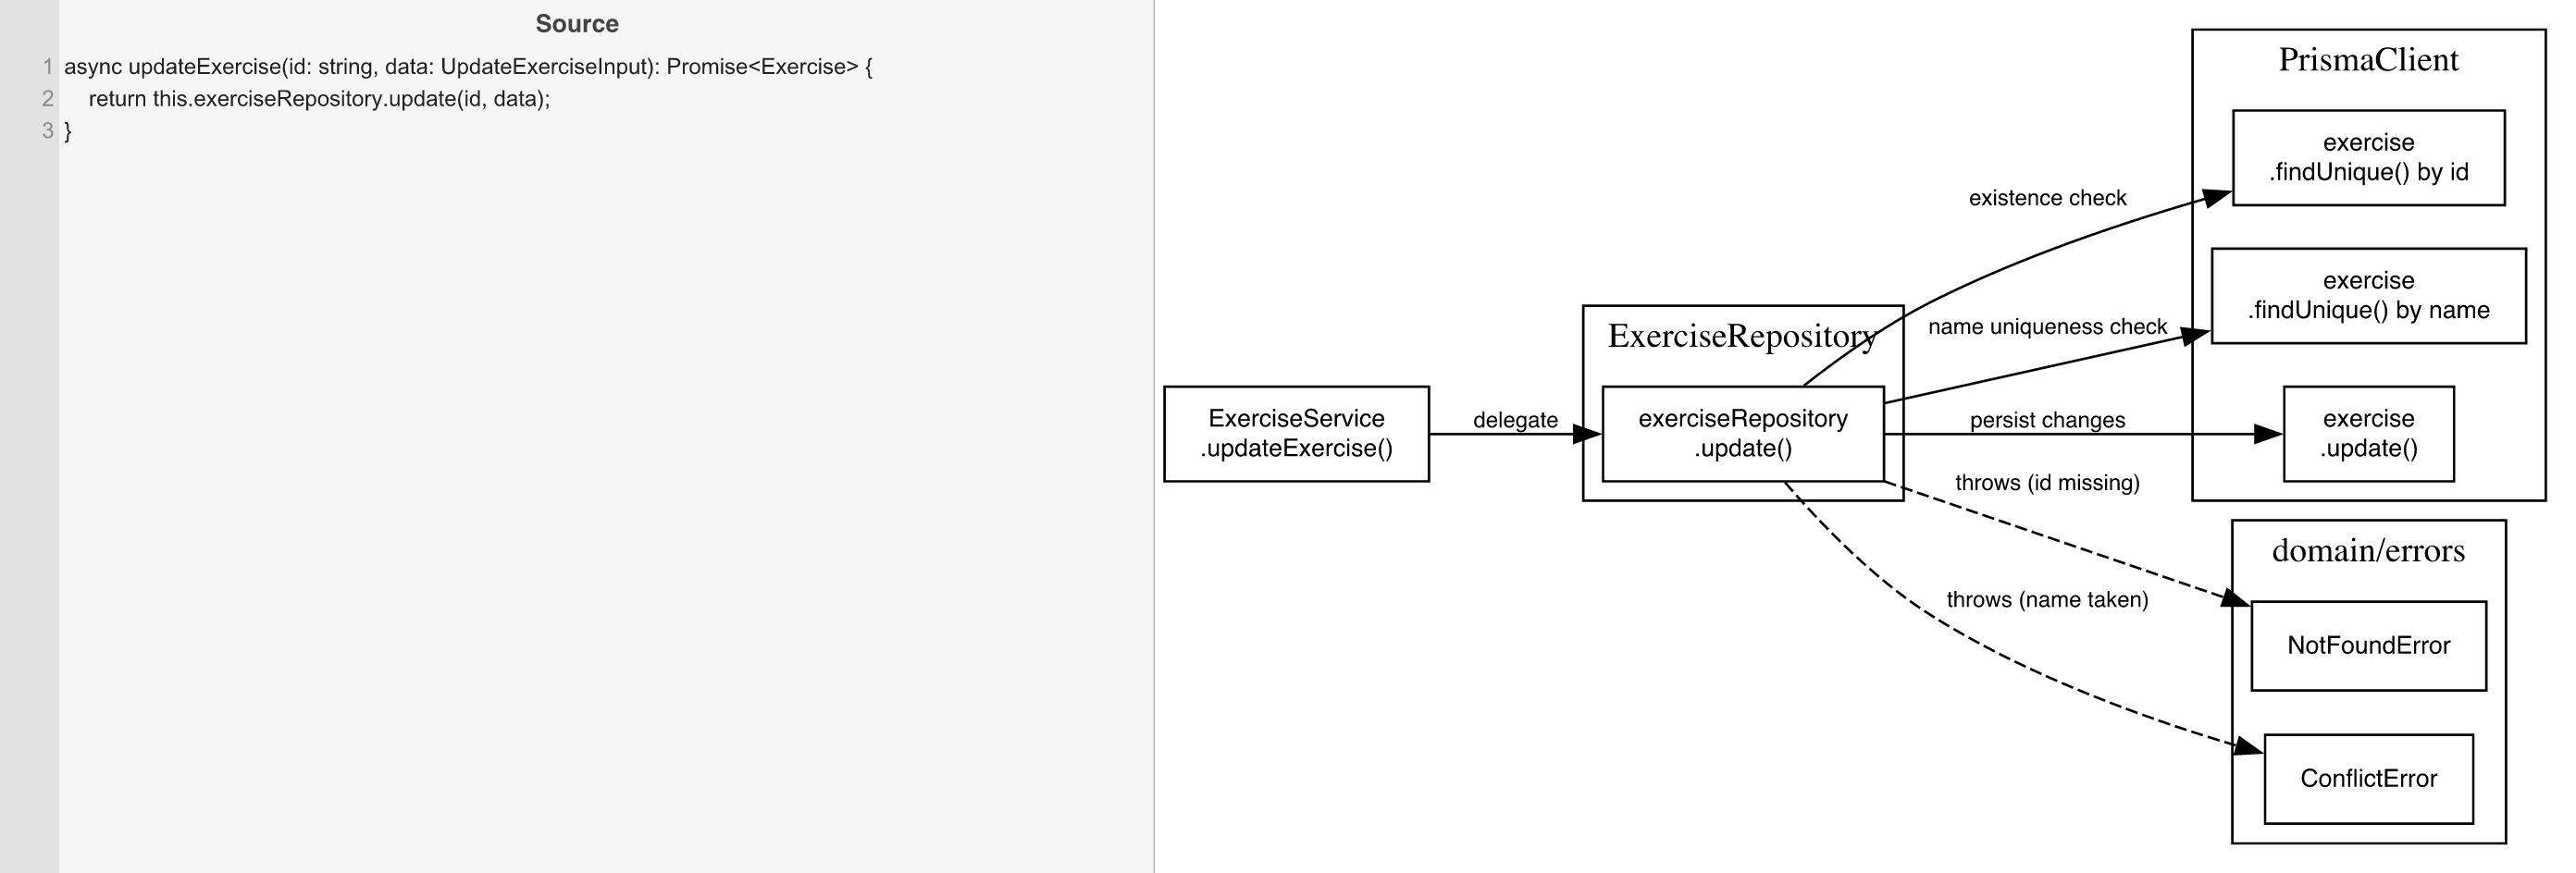 Source
1 async updateExercise(id: string, data: UpdateExerciseInput): Promise<Exercise> {
2 return this.exerciseRepository.update(id, data);
3 }
PrismaClient
exercise
.findUnique() by id
existence check
exercise
.findUnique() by name
name uniqueness check
ExerciseRepository
ExerciseService
.updateExercise()
delegate
exerciseRepository
.update()
persist changes
exercise
.update()
throws (id missing)
domain/errors
throws (name taken)
NotFoundError
ConflictError